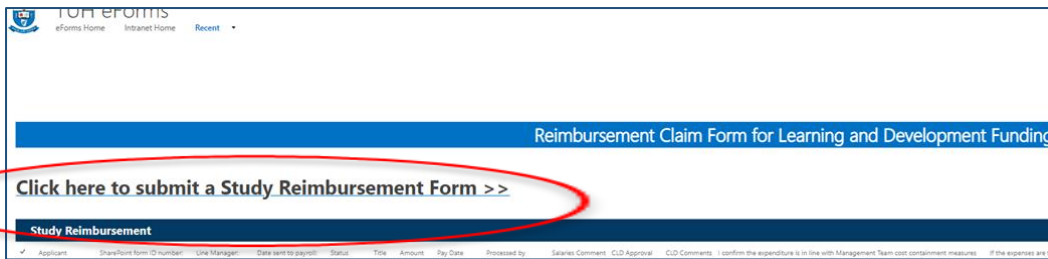 TUH eForms
eForms Home Intranet Home Recent
Reimbursement Claim Form for Learning and Development Funding
Click here to submit a Study Reimbursement Form >>
Study Reimbursement
Applicant SharePoint form ID number: Line Manager: Date sent to payroll: Status Title Amount Pay Date Processed by Salaries Comment CLD Approval CLD Comments I confirm the expenditure is in line with Management Team cost containment measures If the expenses are